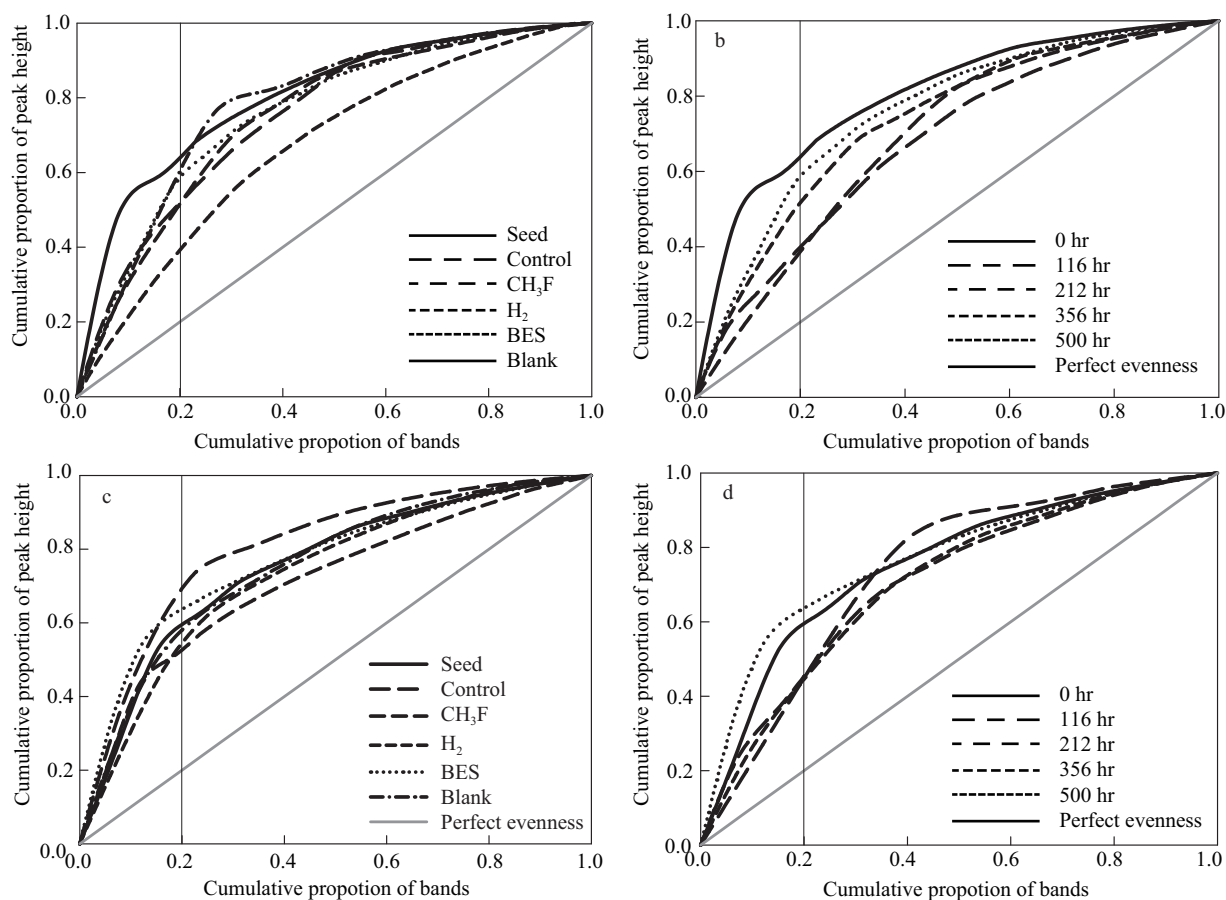 1.0
0.8
0.6
0.4
0.2
0.0
Cumulative proportion of peak height
Seed
Control
CH₃F
H₂
BES
Blank
0.0 0.2 0.4 0.6 0.8 1.0
Cumulative propotion of bands
b
1.0
0.8
0.6
0.4
0.2
0.0
Cumulative proportion of peak height
0 hr
116 hr
212 hr
356 hr
500 hr
Perfect evenness
0.0 0.2 0.4 0.6 0.8 1.0
Cumulative propotion of bands
c
1.0
0.8
0.6
0.4
0.2
0.0
Cumulative proportion of peak height
Seed
Control
CH₃F
H₂
BES
Blank
Perfect evenness
0.0 0.2 0.4 0.6 0.8 1.0
Cumulative propotion of bands
d
1.0
0.8
0.6
0.4
0.2
0.0
Cumulative proportion of peak height
0 hr
116 hr
212 hr
356 hr
500 hr
Perfect evenness
0.0 0.2 0.4 0.6 0.8 1.0
Cumulative propotion of bands